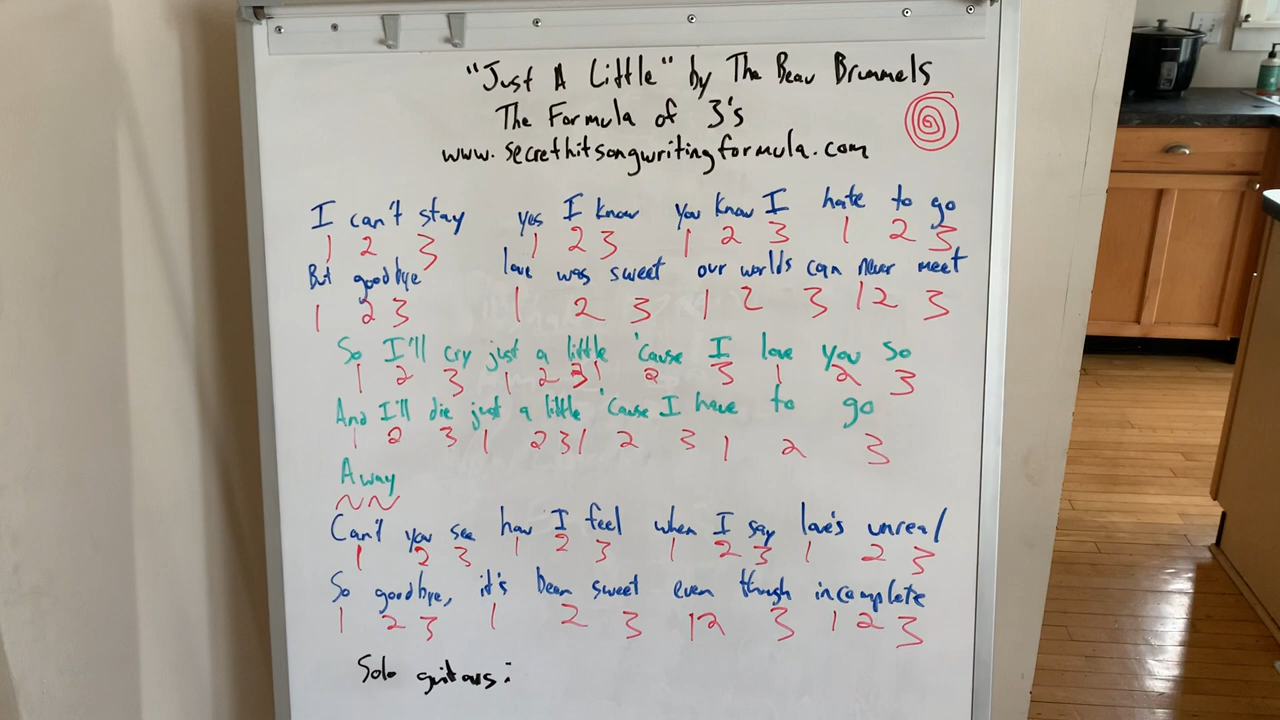 "Just A Little" by The Beau Brummels
The Formula of 3's
www.secrethitsongwritingformula.com
I can't stay yes I know you know I hate to go
1 2 3 1 2 3 1 2 3 1 2 3
But goodbye love was sweet our worlds can never meet
1 2 3 1 2 3 1 2 3 1 2 3
So I'll cry just a little 'cause I love you so
1 2 3 1 2 3 1 2 3 1 2 3
And I'll die just a little 'cause I have to go
1 2 3 1 2 3 1 2 3 1 2 3
Away
Can't you see how I feel when I say love's unreal
1 2 3 1 2 3 1 2 3 1 2 3
So goodbye, it's been sweet even though incomplete
1 2 3 1 2 3 1 2 3 1 2 3
Solo guitars: